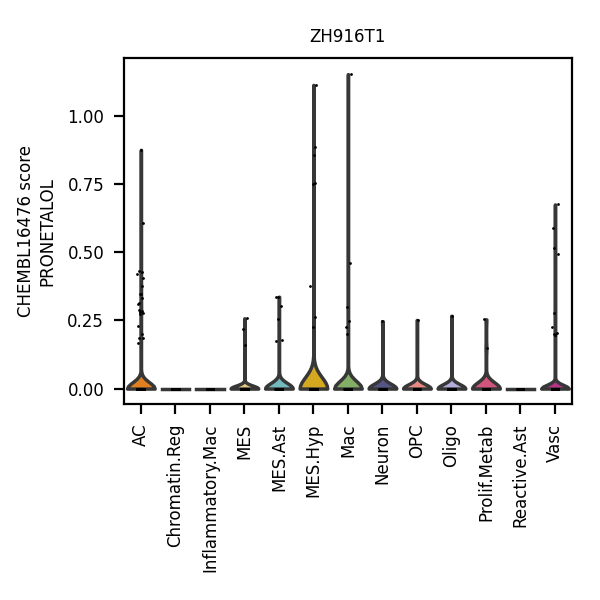 ZH916T1
CHEMBL16476 score
PRONETALOL
1.00
0.75
0.50
0.25
0.00
AC
Chromatin.Reg
Inflammatory.Mac
MES
MES.Ast
MES.Hyp
Mac
Neuron
OPC
Oligo
Prolif.Metab
Reactive.Ast
Vasc